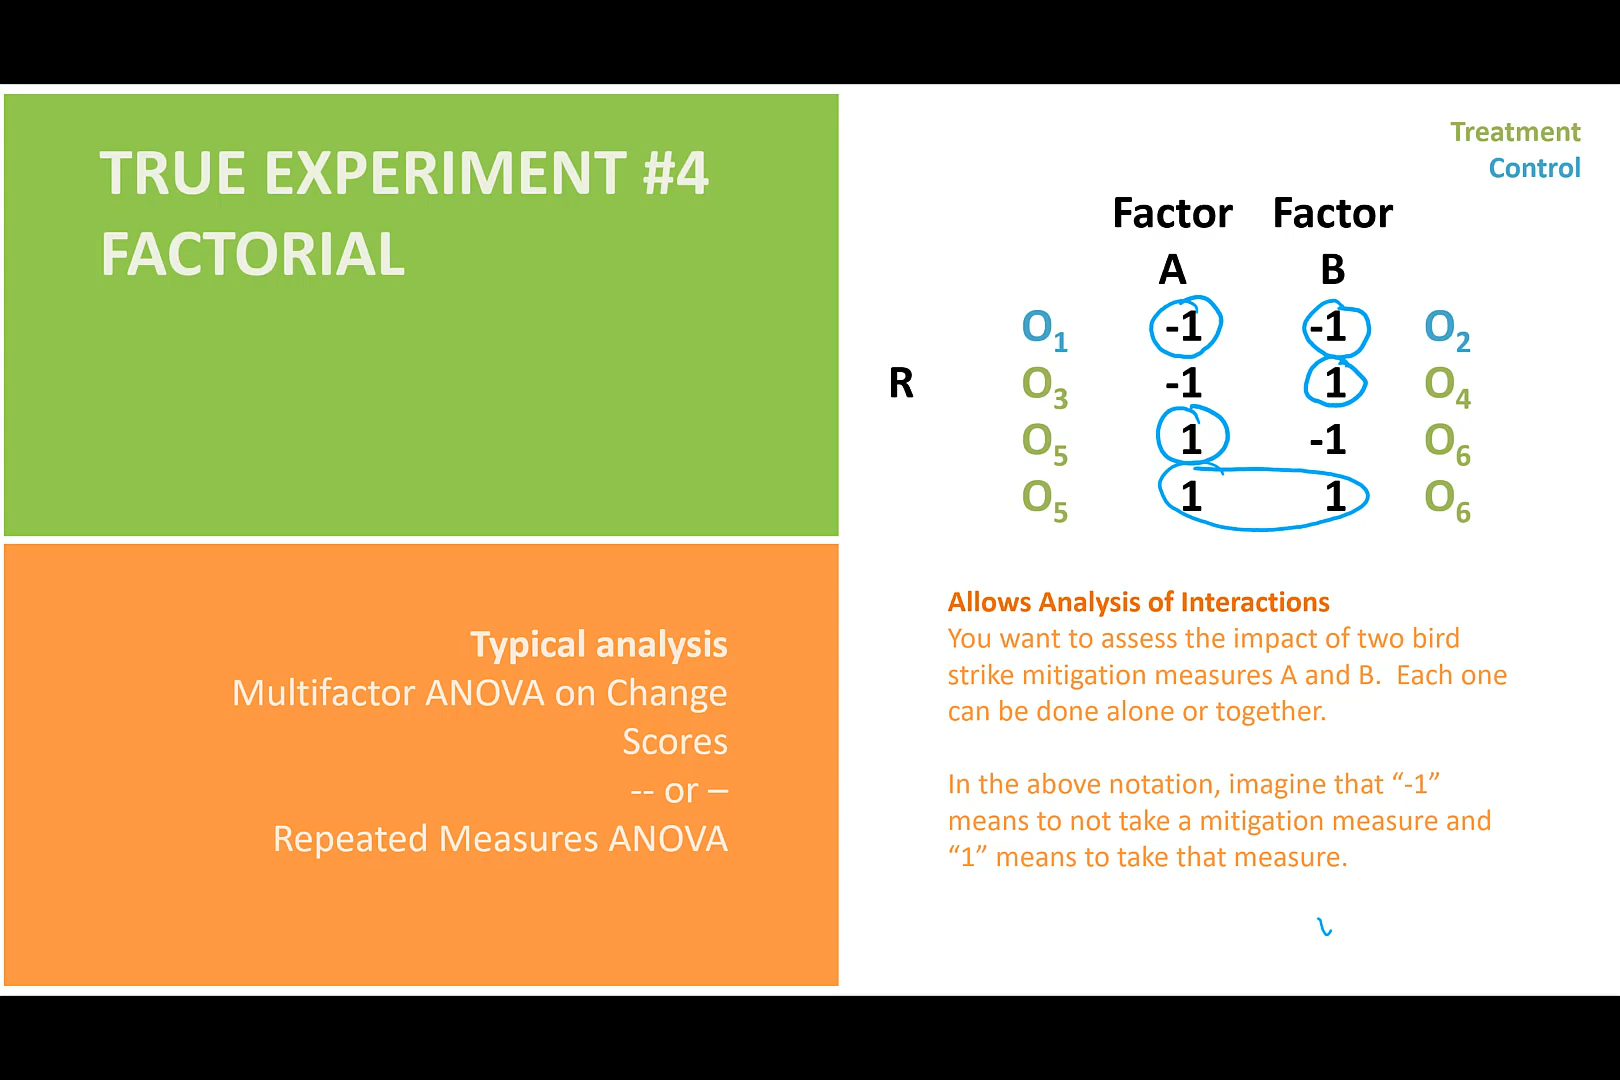 TRUE EXPERIMENT #4
FACTORIAL
Typical analysis
Multifactor ANOVA on Change
Scores
-- or –
Repeated Measures ANOVA
Treatment
Control
Factor Factor
A B
O1 -1 -1 O2
R O3 -1 1 O4
O5 1 -1 O6
O5 1 1 O6
Allows Analysis of Interactions
You want to assess the impact of two bird
strike mitigation measures A and B.  Each one
can be done alone or together.
In the above notation, imagine that “-1”
means to not take a mitigation measure and
“1” means to take that measure.